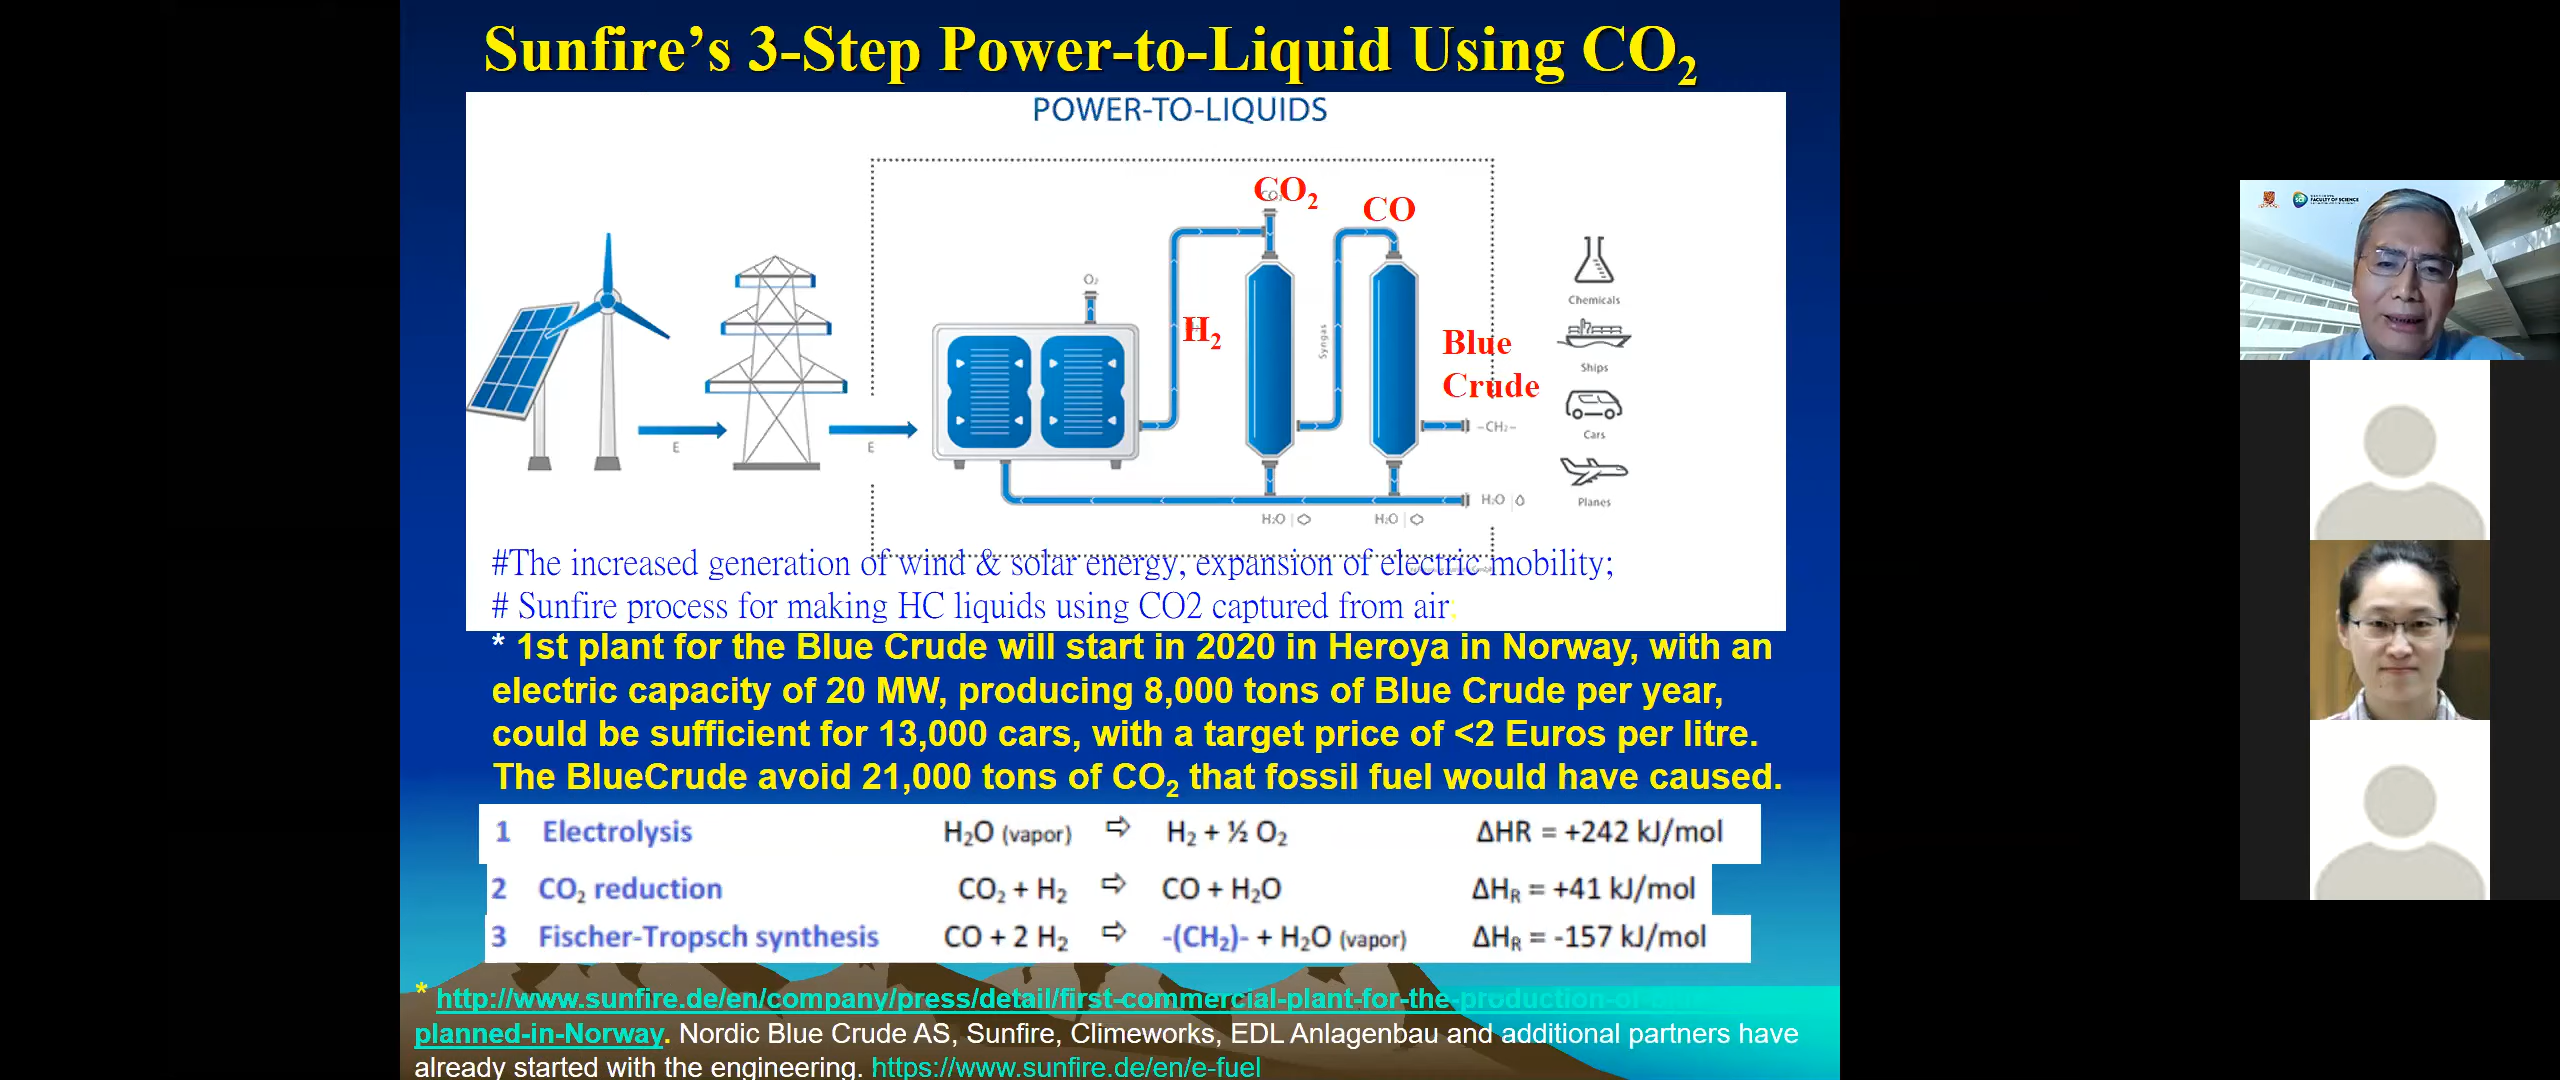 Sunfire's 3-Step Power-to-Liquid Using CO2
POWER-TO-LIQUIDS
CO2
CO
O2
H2
Syngas
Blue
Crude
-CH2-
E
E
H2O
H2O
H2O
Chemicals
Ships
Cars
Planes
#The increased generation of wind & solar energy, expansion of electric mobility;
# Sunfire process for making HC liquids using CO2 captured from air:
* 1st plant for the Blue Crude will start in 2020 in Heroya in Norway, with an
electric capacity of 20 MW, producing 8,000 tons of Blue Crude per year,
could be sufficient for 13,000 cars, with a target price of <2 Euros per litre.
The BlueCrude avoid 21,000 tons of CO2 that fossil fuel would have caused.
1 Electrolysis H2O (vapor) ⇨ H2 + ½ O2 ΔHR = +242 kJ/mol
2 CO2 reduction CO2 + H2 ⇨ CO + H2O ΔHR = +41 kJ/mol
3 Fischer-Tropsch synthesis CO + 2 H2 ⇨ -(CH2)- + H2O (vapor) ΔHR = -157 kJ/mol
* http://www.sunfire.de/en/company/press/detail/first-commercial-plant-for-the-production-of-
planned-in-Norway. Nordic Blue Crude AS, Sunfire, Climeworks, EDL Anlagenbau and additional partners have
already started with the engineering. https://www.sunfire.de/en/e-fuel
FACULTY OF SCIENCE